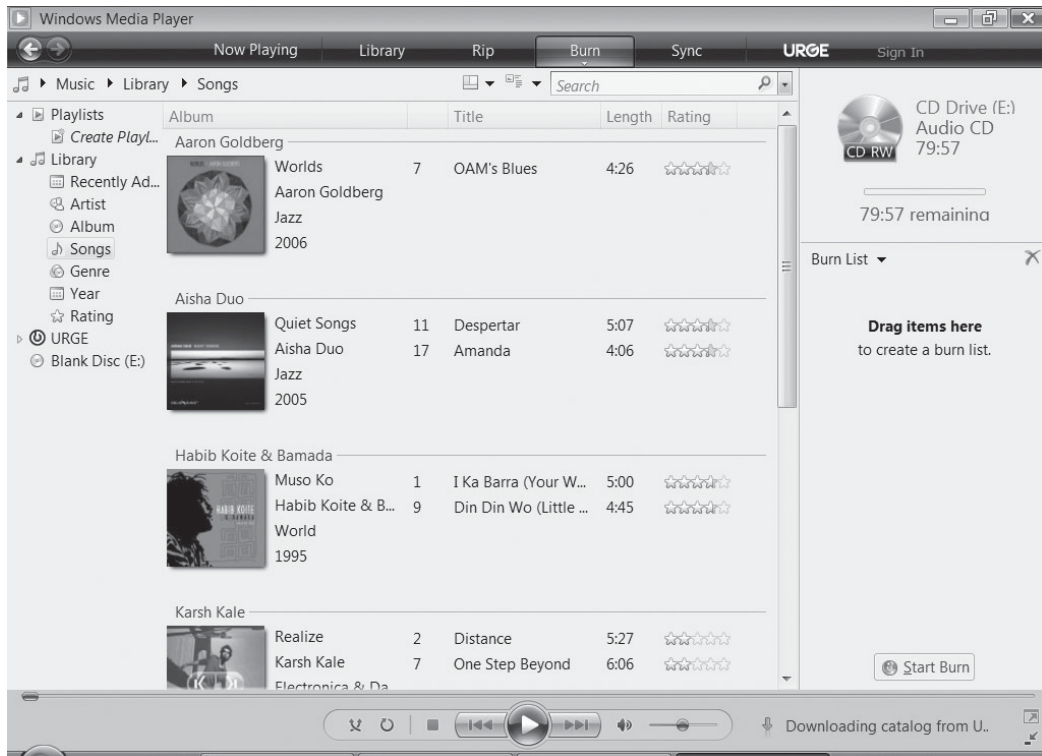 Windows Media Player
Now Playing Library Rip Burn Sync URGE Sign In
Music Library Songs
Search
Playlists
Create Playl...
Library
Recently Ad...
Artist
Album
Songs
Genre
Year
Rating
URGE
Blank Disc (E:)
Album Title Length Rating
Aaron Goldberg
Worlds 7 OAM's Blues 4:26
Aaron Goldberg
Jazz
2006
Aisha Duo
Quiet Songs 11 Despertar 5:07
Aisha Duo 17 Amanda 4:06
Jazz
2005
Habib Koite & Bamada
HABIB KOITE
Muso Ko 1 I Ka Barra (Your W... 5:00
Habib Koite & B... 9 Din Din Wo (Little ... 4:45
World
1995
Karsh Kale
Realize 2 Distance 5:27
Karsh Kale 7 One Step Beyond 6:06
Electronica & Da
CD Drive (E:)
Audio CD
CD RW 79:57
79:57 remaining
Burn List
Drag items here
to create a burn list.
Start Burn
Downloading catalog from U..